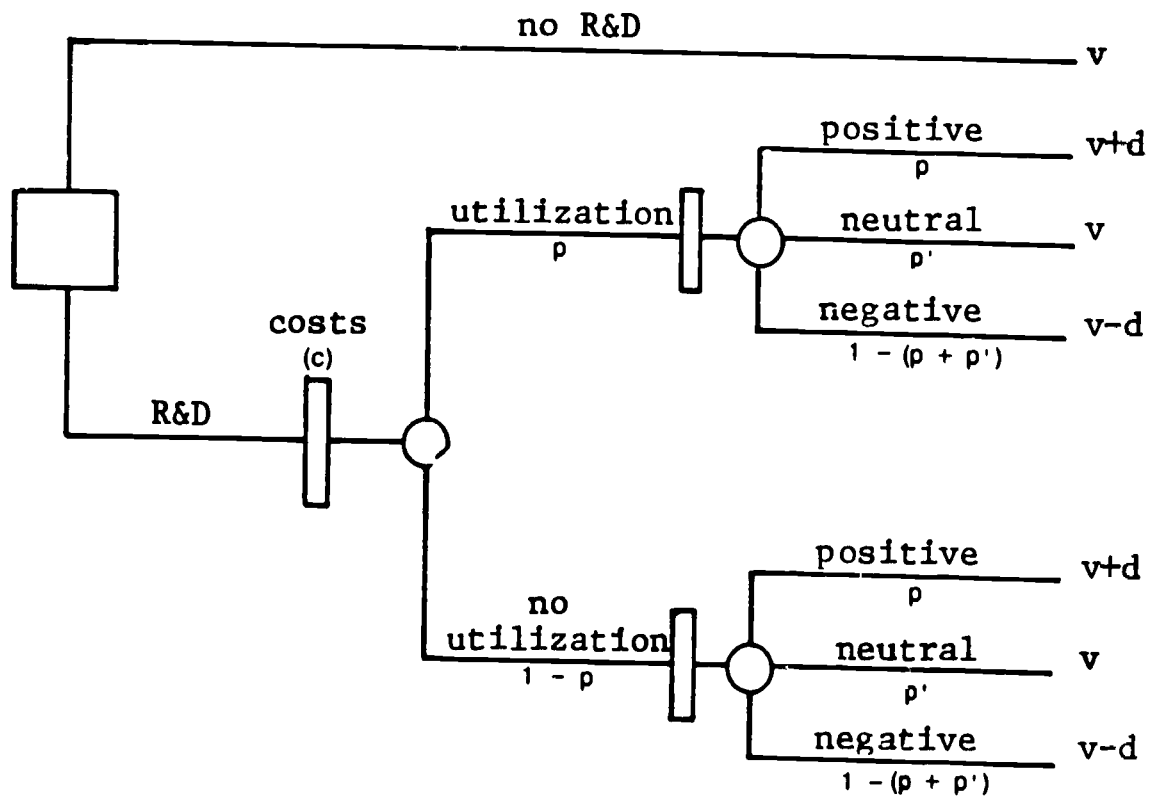 no R&D
v
positive
p
v+d
utilization
p
neutral
p'
v
negative
1 - (p + p')
v-d
costs
(c)
R&D
positive
p
v+d
no
utilization
1 - p
neutral
p'
v
negative
1 - (p + p')
v-d